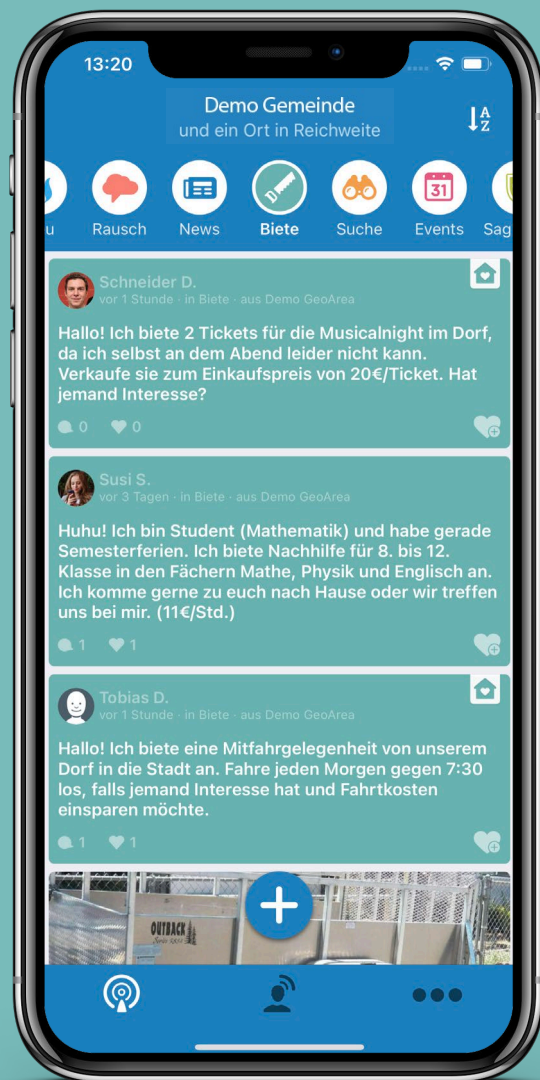 13:20
Demo Gemeinde
und ein Ort in Reichweite
A
Z
u
Rausch
News
Biete
Suche
31
Events
Sag
Schneider D.
vor 1 Stunde · in Biete · aus Demo GeoArea
Hallo! Ich biete 2 Tickets für die Musicalnight im Dorf,
da ich selbst an dem Abend leider nicht kann.
Verkaufe sie zum Einkaufspreis von 20€/Ticket. Hat
jemand Interesse?
0 0
Susi S.
vor 3 Tagen · in Biete · aus Demo GeoArea
Huhu! Ich bin Student (Mathematik) und habe gerade
Semesterferien. Ich biete Nachhilfe für 8. bis 12.
Klasse in den Fächern Mathe, Physik und Englisch an.
Ich komme gerne zu euch nach Hause oder wir treffen
uns bei mir. (11€/Std.)
1 1
Tobias D.
vor 1 Stunde · in Biete · aus Demo GeoArea
Hallo! Ich biete eine Mitfahrgelegenheit von unserem
Dorf in die Stadt an. Fahre jeden Morgen gegen 7:30
los, falls jemand Interesse hat und Fahrtkosten
einsparen möchte.
1 1
OUTBACK